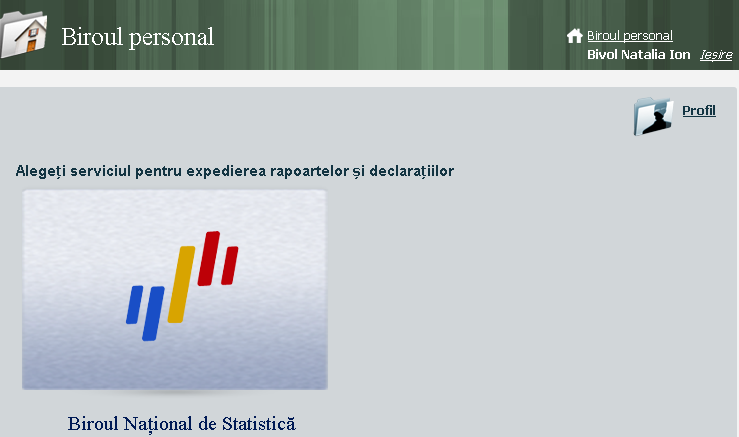 Biroul personal
Biroul personal
Bivol Natalia Ion Ieşire
Profil
Alegeți serviciul pentru expedierea rapoartelor și declarațiilor
Biroul Național de Statistică